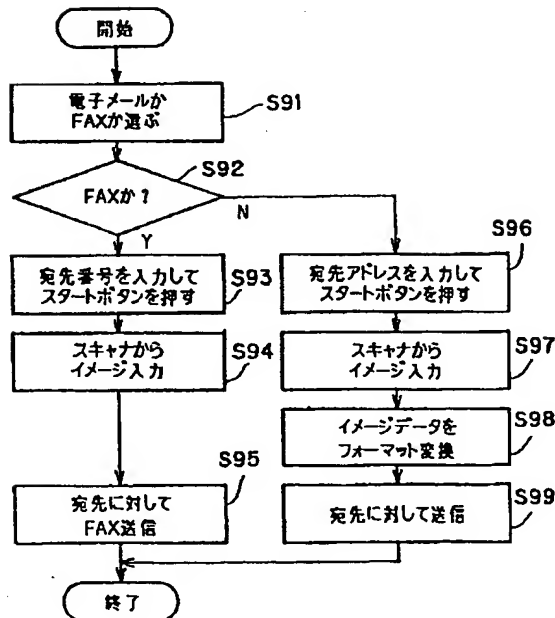 開始
電子メールか
FAXか選ぶ
S91
FAXか?
S92
N
Y
宛先番号を入力して
スタートボタンを押す
S93
宛先アドレスを入力して
スタートボタンを押す
S96
スキャナから
イメージ入力
S94
スキャナから
イメージ入力
S97
イメージデータを
フォーマット変換
S98
宛先に対して
FAX送信
S95
宛先に対して送信
S99
終了